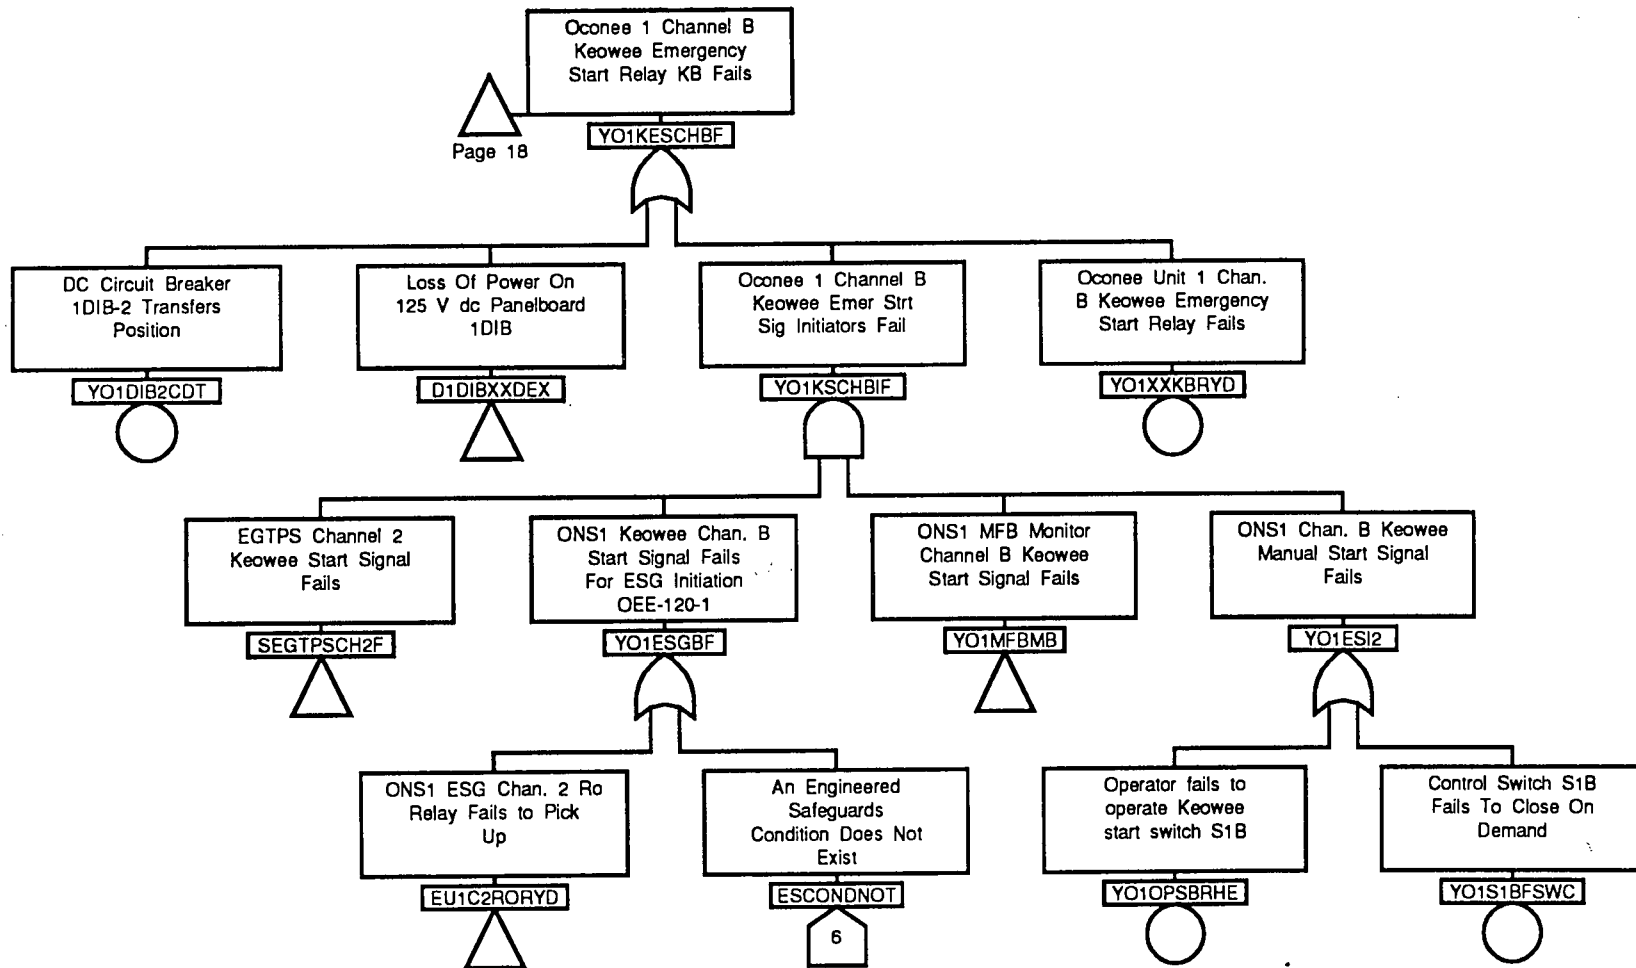 Oconee 1 Channel B
Keowee Emergency
Start Relay KB Fails
Page 18
YO1KESCHBF
DC Circuit Breaker
1DIB-2 Transfers
Position
YO1DIB2CDT
Loss Of Power On
125 V dc Panelboard
1DIB
D1DIBXXDEX
Oconee 1 Channel B
Keowee Emer Strt
Sig Initiators Fail
YO1KSCHBIF
Oconee Unit 1 Chan.
B Keowee Emergency
Start Relay Fails
YO1XXKBRYD
EGTPS Channel 2
Keowee Start Signal
Fails
SEGTPSCH2F
ONS1 Keowee Chan. B
Start Signal Fails
For ESG Initiation
OEE-120-1
YO1ESGBF
ONS1 MFB Monitor
Channel B Keowee
Start Signal Fails
YO1MFBMB
ONS1 Chan. B Keowee
Manual Start Signal
Fails
YO1ESI2
ONS1 ESG Chan. 2 Ro
Relay Fails to Pick
Up
EU1C2RORYD
An Engineered
Safeguards
Condition Does Not
Exist
ESCONDNOT
6
Operator fails to
operate Keowee
start switch S1B
YO1OPSBRHE
Control Switch S1B
Fails To Close On
Demand
YO1S1BFSWC